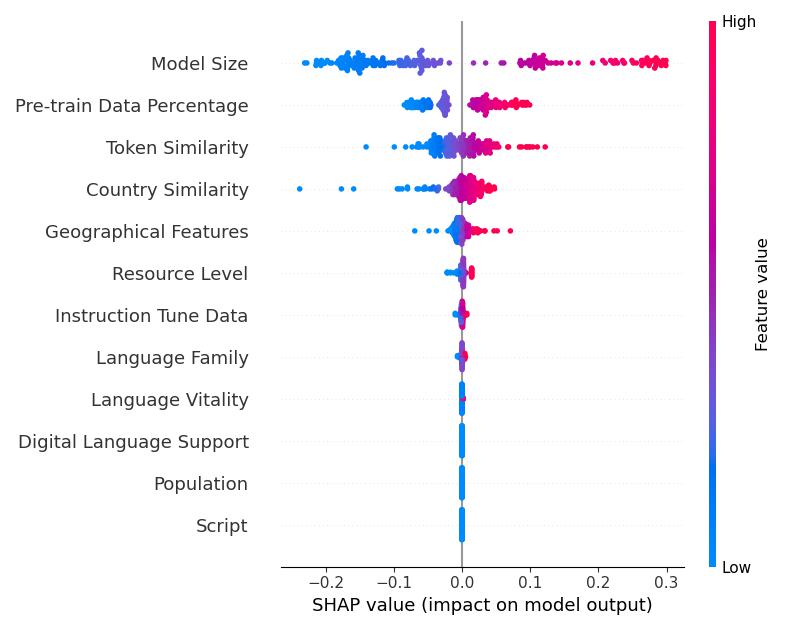 High
Model Size
Pre-train Data Percentage
Token Similarity
Country Similarity
Geographical Features
Resource Level
Instruction Tune Data
Language Family
Language Vitality
Digital Language Support
Population
Script
Feature value
Low
−0.2 −0.1 0.0 0.1 0.2 0.3
SHAP value (impact on model output)